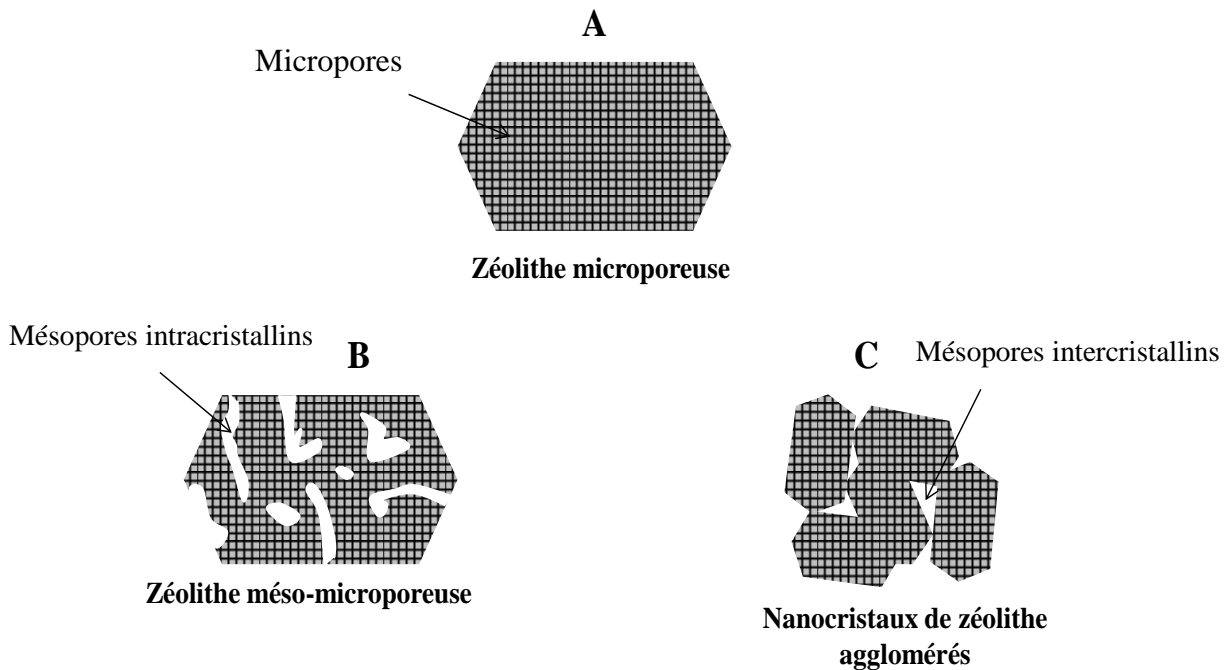 A
Micropores
Zéolithe microporeuse
Mésopores intracristallins
B
Zéolithe méso-microporeuse
C
Mésopores intercristallins
Nanocristaux de zéolithe
agglomérés